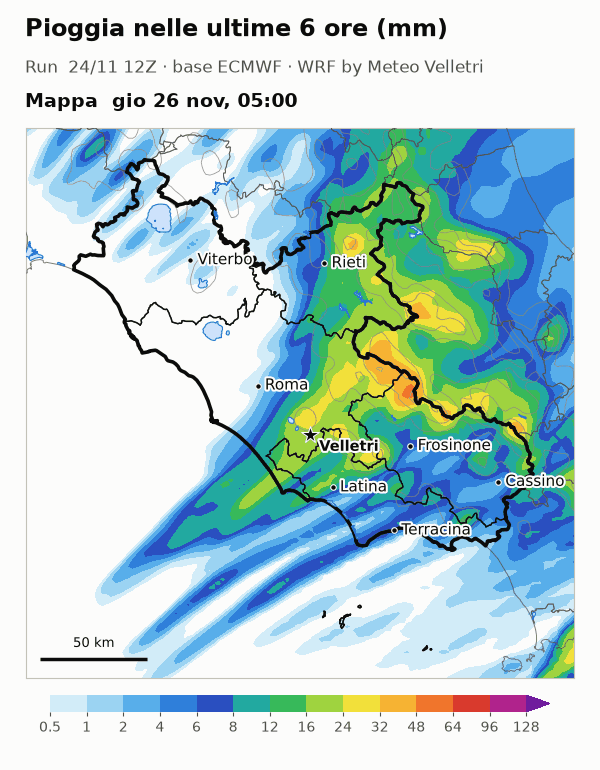 Pioggia nelle ultime 6 ore (mm)
Run  24/11 12Z · base ECMWF · WRF by Meteo Velletri
Mappa  gio 26 nov, 05:00
Viterbo
Rieti
Roma
Velletri
Frosinone
Latina
Cassino
Terracina
50 km
0.5 1 2 4 6 8 12 16 24 32 48 64 96 128